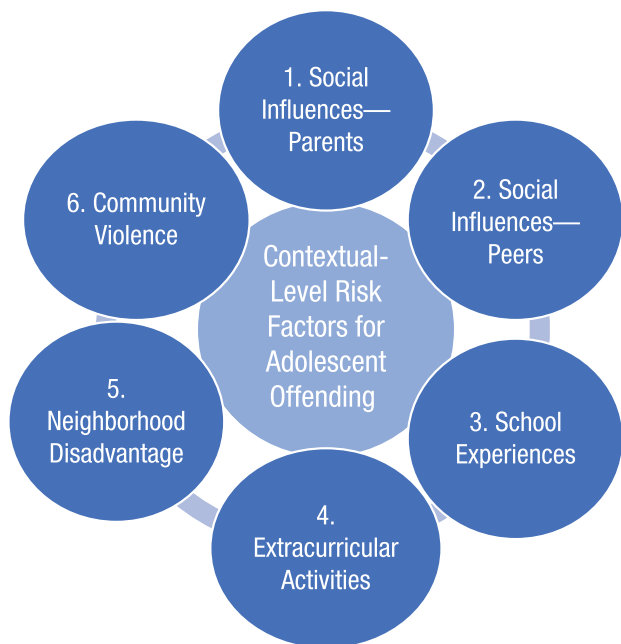 Contextual-
Level Risk
Factors for
Adolescent
Offending
1. Social
Influences—
Parents
2. Social
Influences—
Peers
3. School
Experiences
4.
Extracurricular
Activities
5.
Neighborhood
Disadvantage
6. Community
Violence